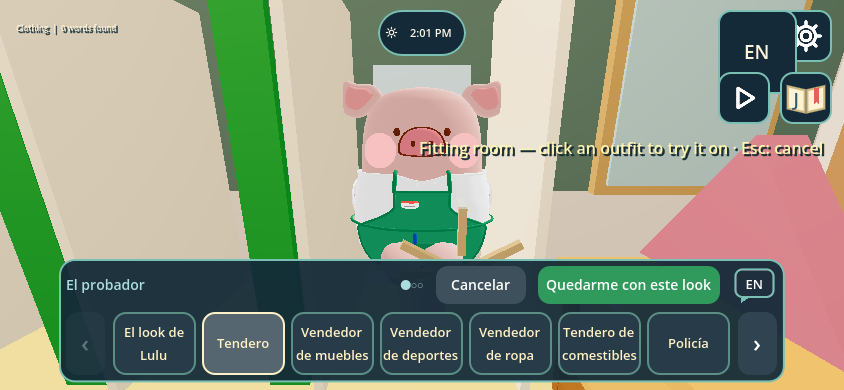 Clothing | 0 words found
2:01 PM
EN
Fitting room — click an outfit to try it on · Esc: cancel
El probador
Cancelar
Quedarme con este look
EN
El look de
Lulu
Tendero
Vendedor
de muebles
Vendedor
de deportes
Vendedor
de ropa
Tendero de
comestibles
Policía